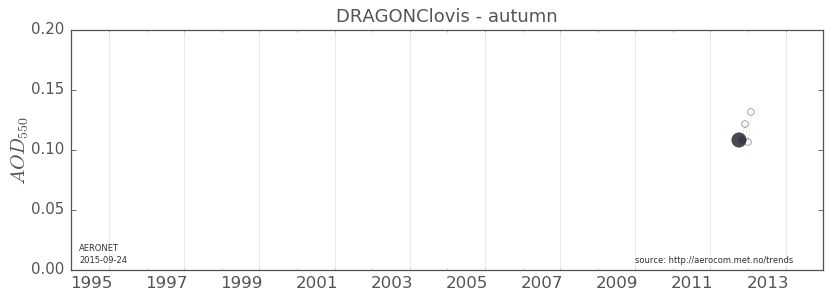 DRAGONClovis - autumn
0.20
0.15
0.10
0.05
0.00
AOD550
AERONET
2015-09-24
source: http://aerocom.met.no/trends
1995 1997 1999 2001 2003 2005 2007 2009 2011 2013